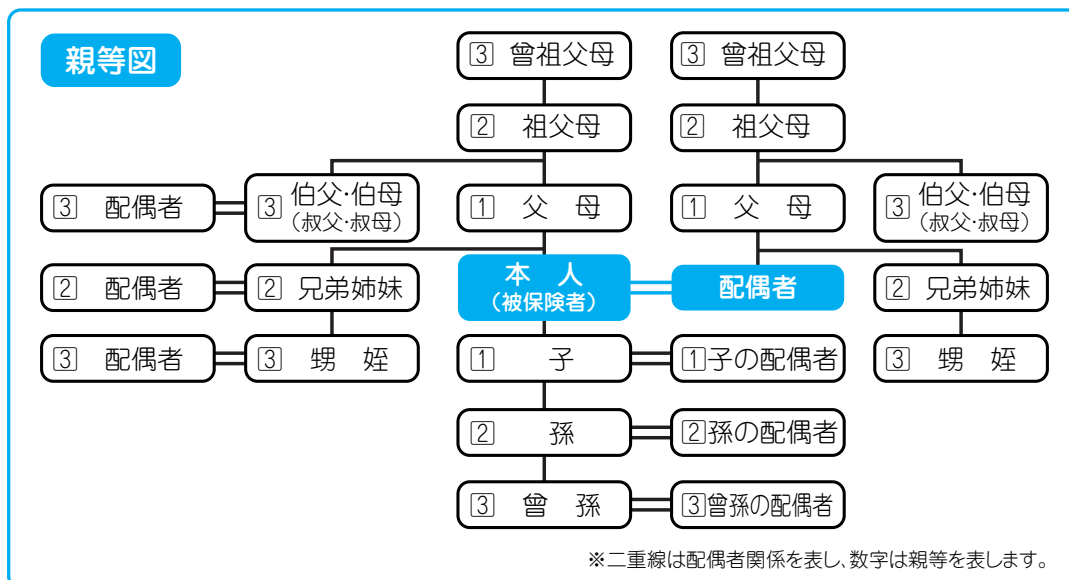 親等図
3 曾祖父母
3 曾祖父母
2 祖父母
2 祖父母
3 配偶者
3 伯父・伯母
(叔父・叔母)
1 父 母
1 父 母
3 伯父・伯母
(叔父・叔母)
2 配偶者
2 兄弟姉妹
本 人
(被保険者)
配偶者
2 兄弟姉妹
3 配偶者
3 甥 姪
1 子
1 子の配偶者
3 甥 姪
2 孫
2 孫の配偶者
3 曾 孫
3 曾孫の配偶者
※二重線は配偶者関係を表し、数字は親等を表します。